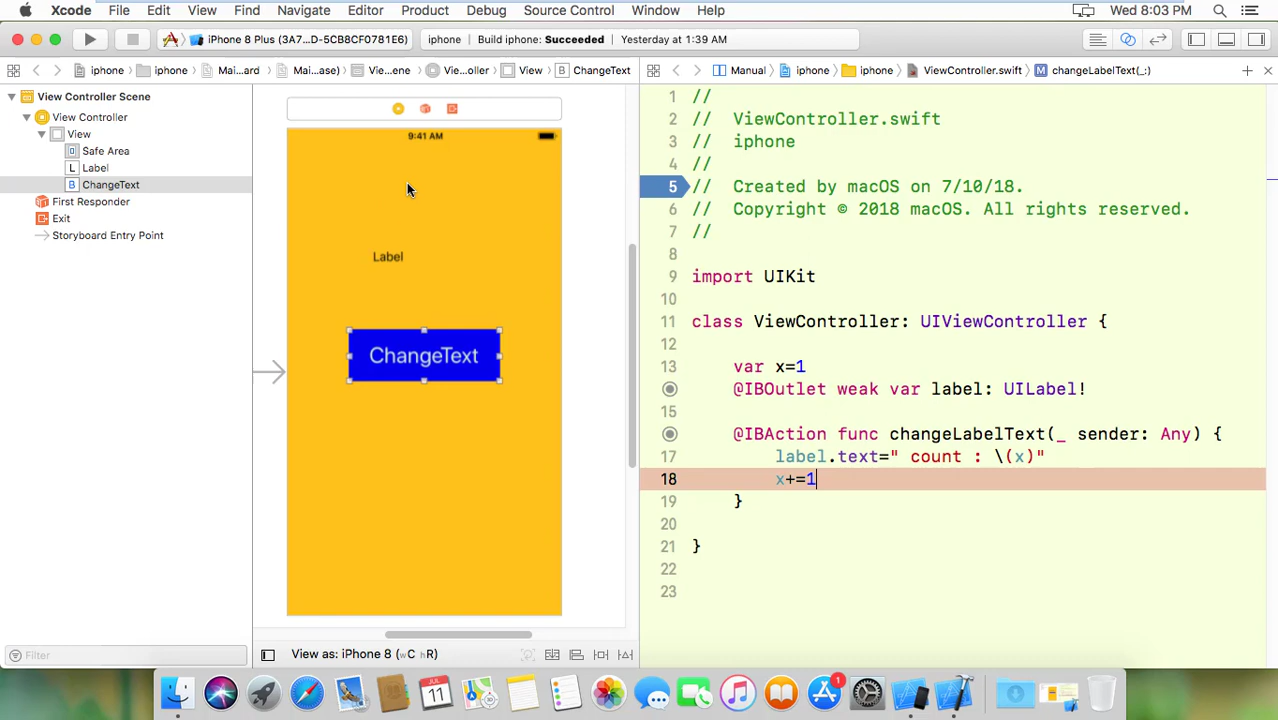 Xcode File Edit View Find Navigate Editor Product Debug Source Control Window Help Wed 8:03 PM
iPhone 8 Plus (3A7...D-5CB8CF0781E6) iphone Build iphone: Succeeded Yesterday at 1:39 AM
iphone iphone Mai...ard Mai...ase) Vie...ene Vie...oller View B ChangeText Manual iphone iphone ViewController.swift M changeLabelText(_:)
View Controller Scene
View Controller
View
Safe Area
L Label
B ChangeText
First Responder
Exit
Storyboard Entry Point
Filter
9:41 AM
Label
ChangeText
View as: iPhone 8 (wC hR)
1 //
2 // ViewController.swift
3 // iphone
4 //
5 // Created by macOS on 7/10/18.
6 // Copyright © 2018 macOS. All rights reserved.
7 //
8
9 import UIKit
10
11 class ViewController: UIViewController {
12
13 var x=1
@IBOutlet weak var label: UILabel!
15
@IBAction func changeLabelText(_ sender: Any) {
17 label.text=" count : \(x)"
18 x+=1
19 }
20
21 }
22
23
JUL
11
1